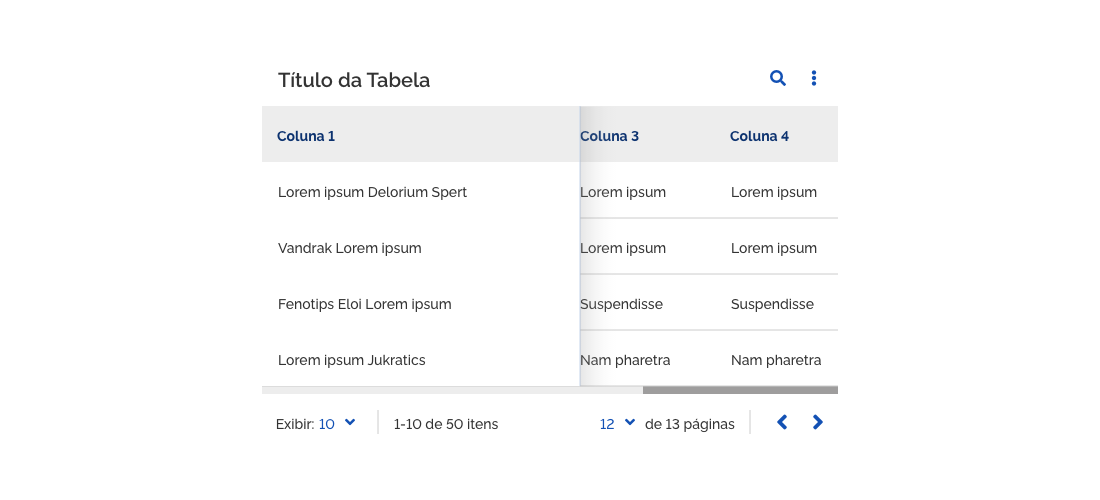 Título da Tabela
Coluna 1 Coluna 3 Coluna 4
Lorem ipsum Delorium Spert Lorem ipsum Lorem ipsum
Vandrak Lorem ipsum Lorem ipsum Lorem ipsum
Fenotips Eloi Lorem ipsum Suspendisse Suspendisse
Lorem ipsum Jukratics Nam pharetra Nam pharetra
Exibir: 10 1-10 de 50 itens 12 de 13 páginas